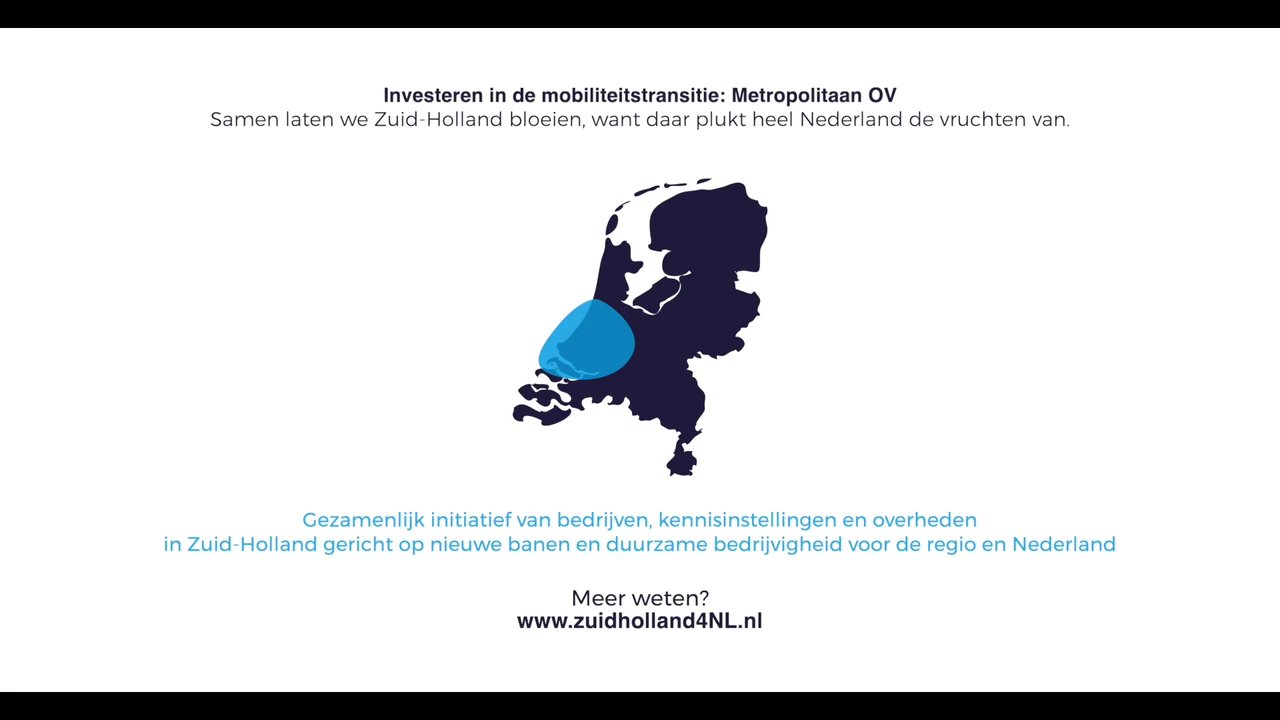 Investeren in de mobiliteitstransitie: Metropolitaan OV
Samen laten we Zuid-Holland bloeien, want daar plukt heel Nederland de vruchten van.
Gezamenlijk initiatief van bedrijven, kennisinstellingen en overheden
in Zuid-Holland gericht op nieuwe banen en duurzame bedrijvigheid voor de regio en Nederland
Meer weten?
www.zuidholland4NL.nl